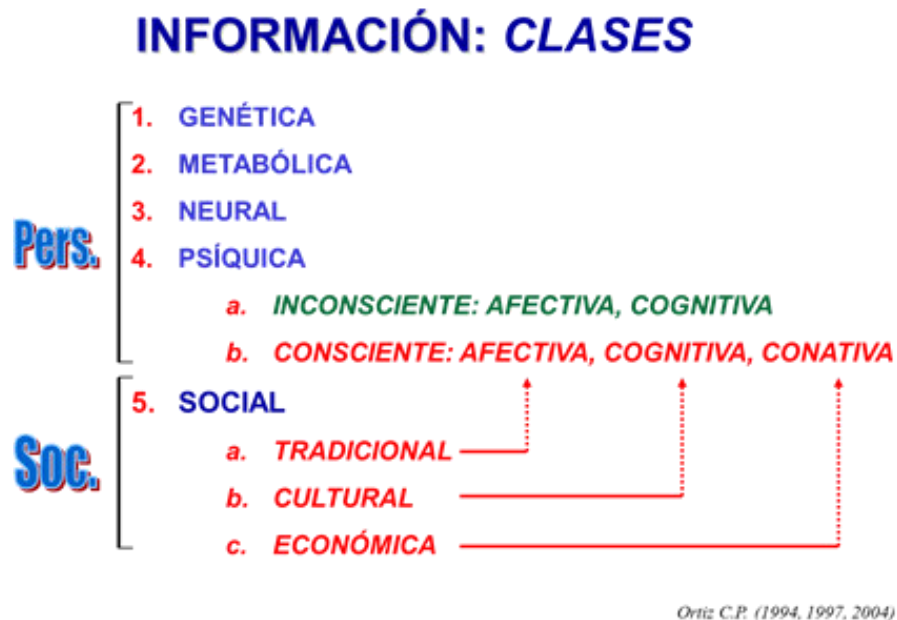 INFORMACIÓN: CLASES
1. GENÉTICA
2. METABÓLICA
3. NEURAL
Pers.
4. PSÍQUICA
a. INCONSCIENTE: AFECTIVA, COGNITIVA
b. CONSCIENTE: AFECTIVA, COGNITIVA, CONATIVA
5. SOCIAL
Soc.
a. TRADICIONAL
b. CULTURAL
c. ECONÓMICA
Ortiz C.P. (1994, 1997, 2004)